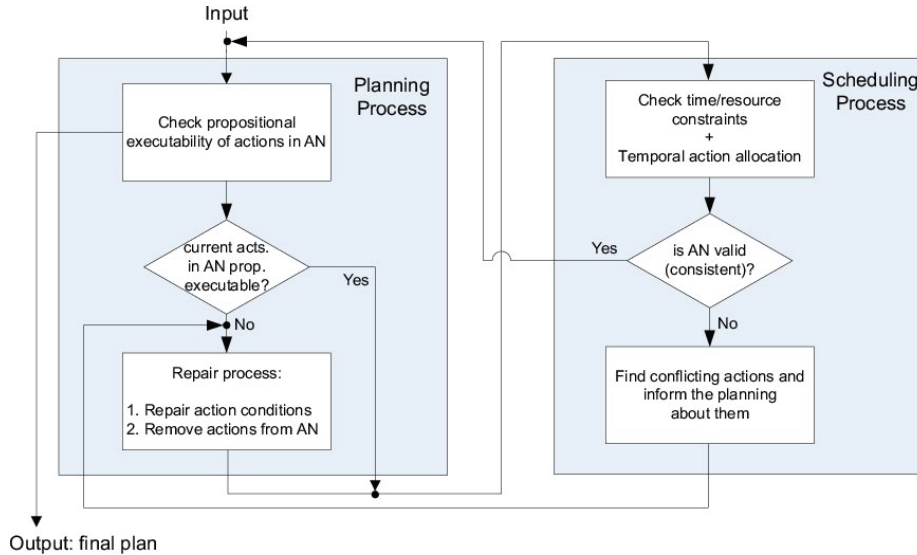 Input
Planning
Process
Check propositional
executability of actions in AN
current acts.
in AN prop.
executable?
Yes
No
Repair process:
1. Repair action conditions
2. Remove actions from AN
Output: final plan
Scheduling
Process
Check time/resource
constraints
+
Temporal action allocation
Yes
is AN valid
(consistent)?
No
Find conflicting actions and
inform the planning
about them